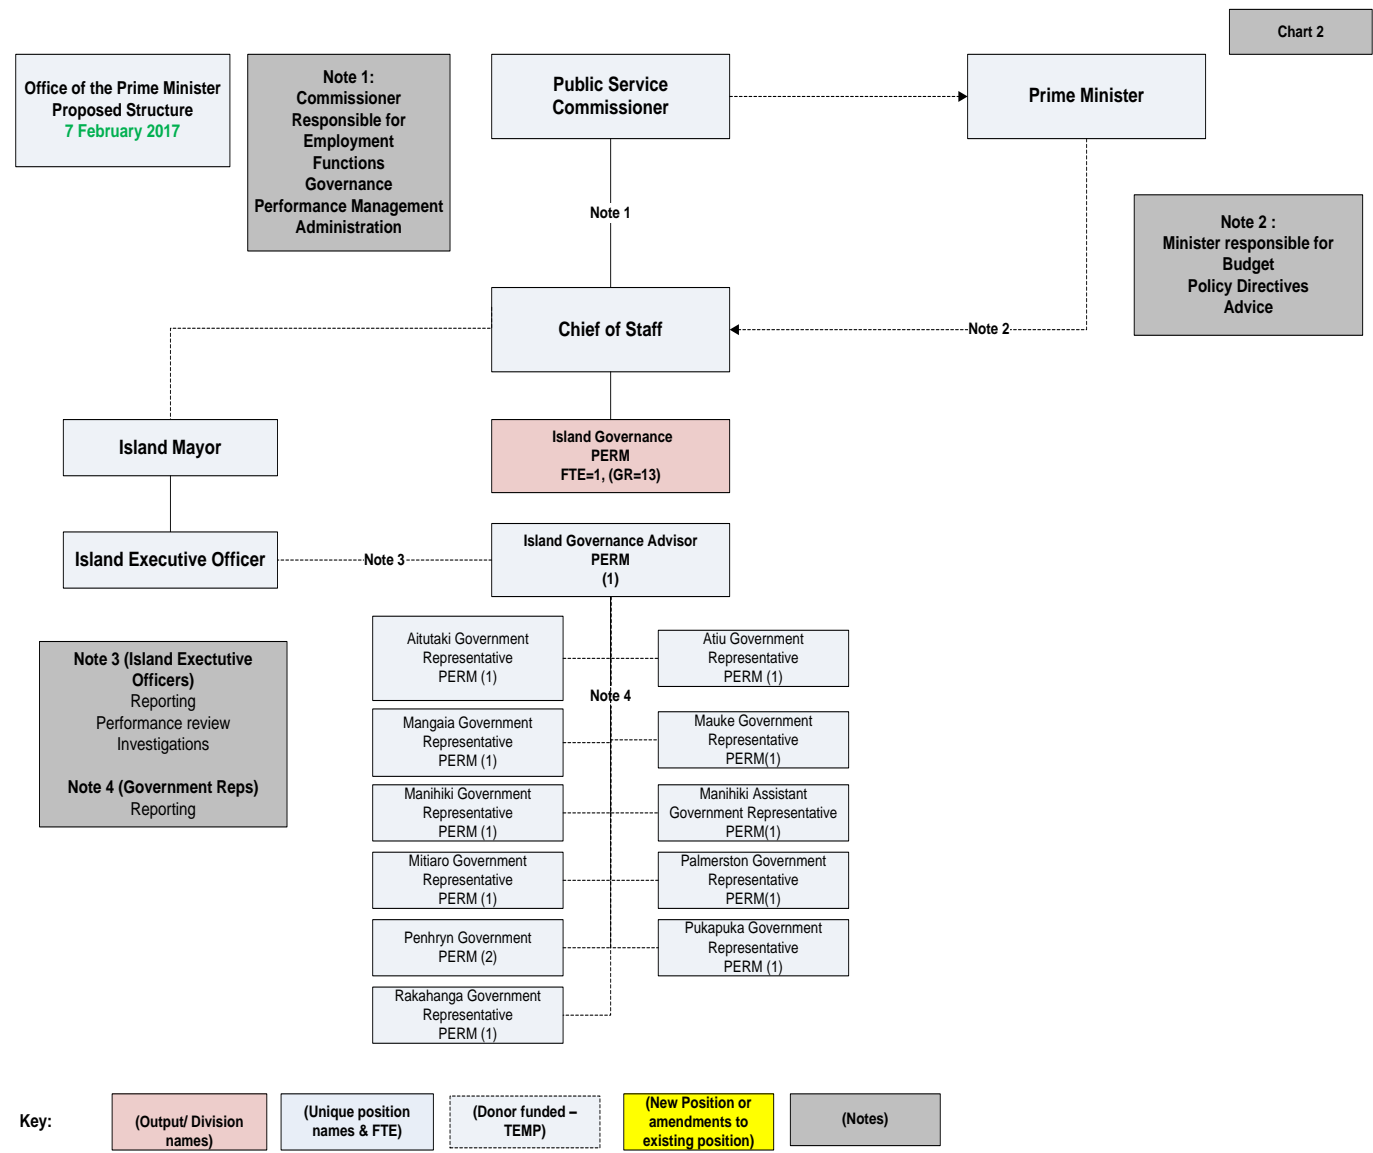 Chart 2
Office of the Prime Minister
Proposed Structure
7 February 2017
Note 1:
Commissioner
Responsible for
Employment
Functions
Governance
Performance Management
Administration
Public Service
Commissioner
Prime Minister
Note 1
Note 2 :
Minister responsible for
Budget
Policy Directives
Advice
Chief of Staff
Note 2
Island Mayor
Island Governance
PERM
FTE=1, (GR=13)
Island Executive Officer
Note 3
Island Governance Advisor
PERM
(1)
Note 3 (Island Exectutive
Officers)
Reporting
Performance review
Investigations
Note 4 (Government Reps)
Reporting
Aitutaki Government
Representative
PERM (1)
Atiu Government
Representative
PERM (1)
Note 4
Mangaia Government
Representative
PERM (1)
Mauke Government
Representative
PERM(1)
Manihiki Government
Representative
PERM (1)
Manihiki Assistant
Government Representative
PERM(1)
Mitiaro Government
Representative
PERM (1)
Palmerston Government
Representative
PERM(1)
Penhryn Government
PERM (2)
Pukapuka Government
Representative
PERM (1)
Rakahanga Government
Representative
PERM (1)
Key:
(Output/ Division
names)
(Unique position
names & FTE)
(Donor funded –
TEMP)
(New Position or
amendments to
existing position)
(Notes)